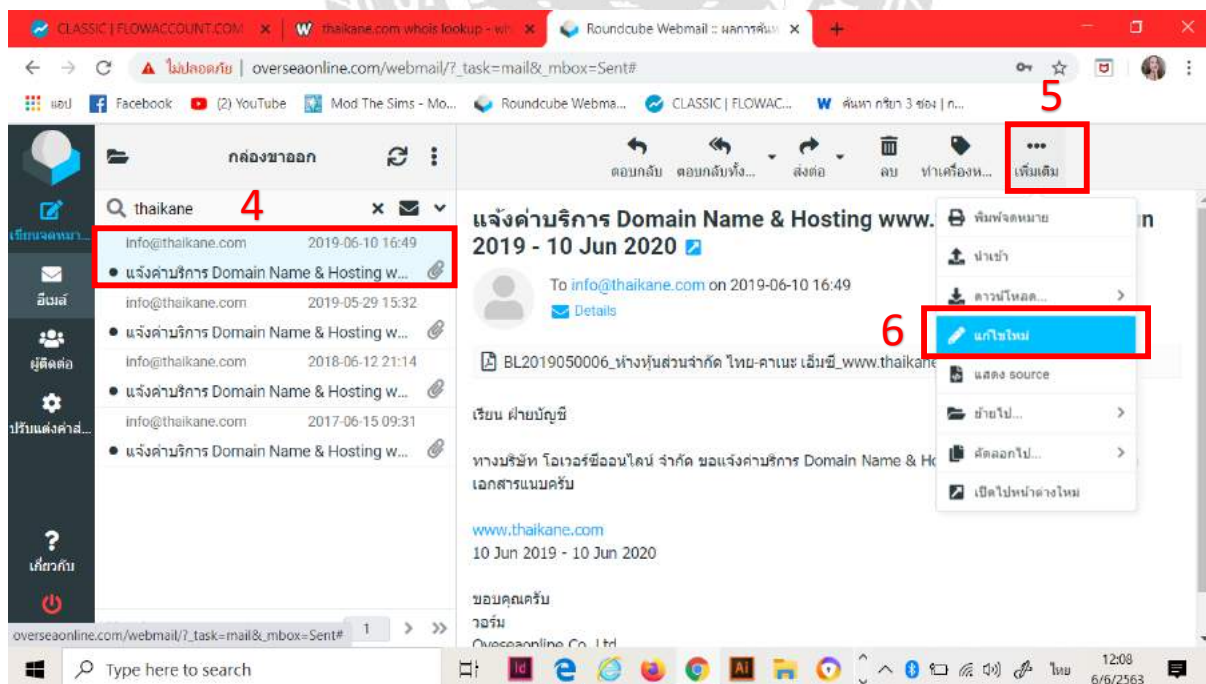 CLASSIC | FLOWACCOUNT.COM
thaikane.com whois lookup - wh
Roundcube Webmail :: ผลการค้นห
ไม่ปลอดภัย | overseaonline.com/webmail/?_task=mail&_mbox=Sent#
แอป
Facebook
(2) YouTube
Mod The Sims - Mo...
Roundcube Webma...
CLASSIC | FLOWAC...
ค้นหา กริยา 3 ช่อง | ก...
5
กล่องขาออก
ตอบกลับ
ตอบกลับทั้ง...
ส่งต่อ
ลบ
ทำเครื่องห...
เพิ่มเติม
เขียนจดหมา...
อีเมล์
ผู้ติดต่อ
ปรับแต่งค่าส่...
เกี่ยวกับ
thaikane
4
info@thaikane.com 2019-06-10 16:49
แจ้งค่าบริการ Domain Name & Hosting w...
info@thaikane.com 2019-05-29 15:32
แจ้งค่าบริการ Domain Name & Hosting w...
info@thaikane.com 2018-06-12 21:14
แจ้งค่าบริการ Domain Name & Hosting w...
info@thaikane.com 2017-06-15 09:31
แจ้งค่าบริการ Domain Name & Hosting w...
1
แจ้งค่าบริการ Domain Name & Hosting www. un
2019 - 10 Jun 2020
To info@thaikane.com on 2019-06-10 16:49
Details
BL2019050006_ห้างหุ้นส่วนจำกัด ไทย-คาเนะ เอ็มซี_www.thaikane
เรียน ฝ่ายบัญชี
ทางบริษัท โอเวอร์ซีออนไลน์ จำกัด ขอแจ้งค่าบริการ Domain Name & Ho
เอกสารแนบครับ
www.thaikane.com
10 Jun 2019 - 10 Jun 2020
ขอบคุณครับ
วอร์ม
Overseaonline Co.,Ltd
พิมพ์จดหมาย
นำเข้า
ดาวน์โหลด...
6
แก้ไขใหม่
แสดง source
ย้ายไป...
คัดลอกไป...
เปิดไปหน้าต่างใหม่
overseaonline.com/webmail/?_task=mail&_mbox=Sent#
Type here to search
ไทย
12:08
6/6/2563